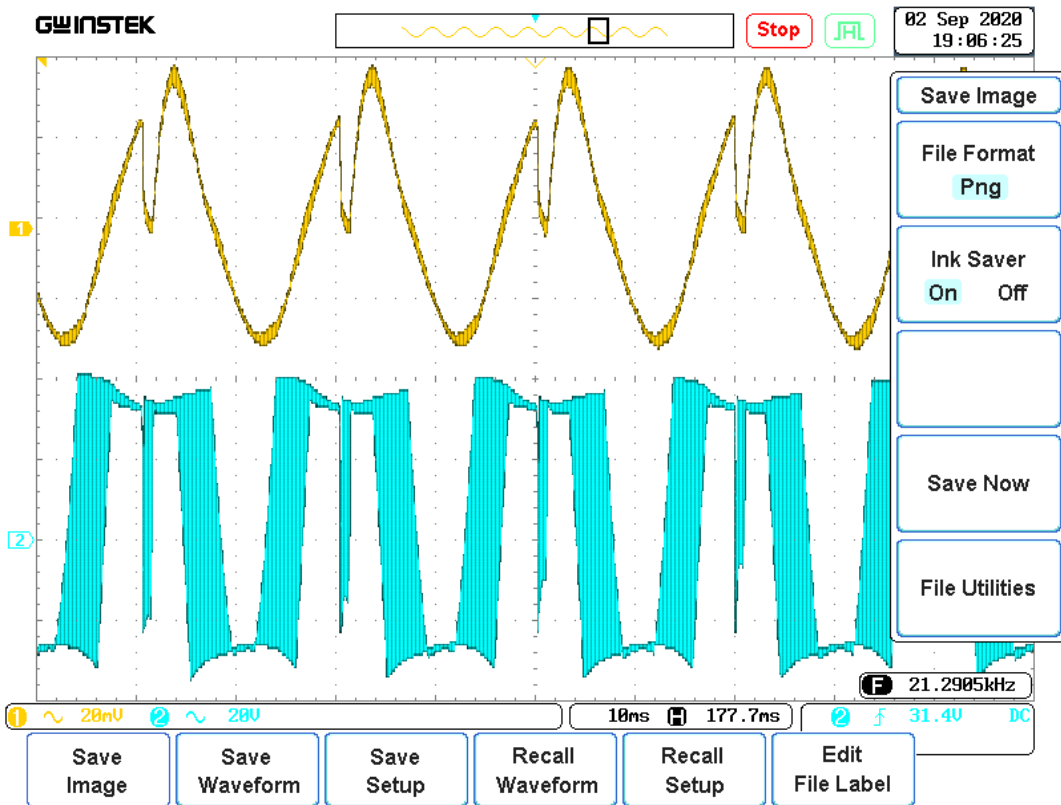 GWINSTEK
Stop
02 Sep 2020
19:06:25
Save Image
File Format
Png
Ink Saver
On Off
Save Now
File Utilities
1
2
F 21.2905kHz
1 20mV 2 20V
10ms H 177.7ms
2 31.4V DC
Save
Image
Save
Waveform
Save
Setup
Recall
Waveform
Recall
Setup
Edit
File Label